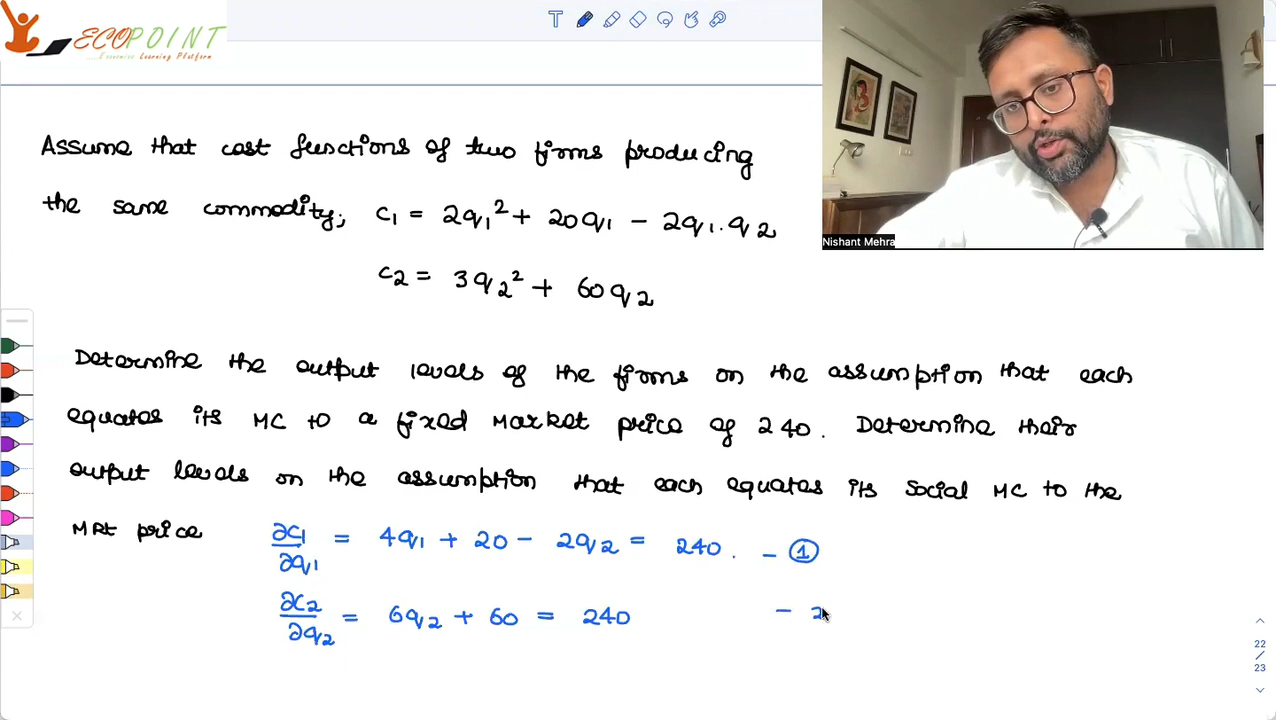 ECOPOINT
Economics Learning Platform
Nishant Mehra
Assume that cost functions of two firms producing
the same commodity, C1 = 2q1² + 20q1 – 2q1.q2
C2 = 3q2² + 60q2
Determine the output levels of the firms on the assumption that each
equates its MC to a fixed market price of 240. Determine their
output levels on the assumption that each equates its social MC to the
MRt price
∂C1/∂q1 = 4q1 + 20 – 2q2 = 240. – ①
∂C2/∂q2 = 6q2 + 60 = 240 – 2
22
/
23